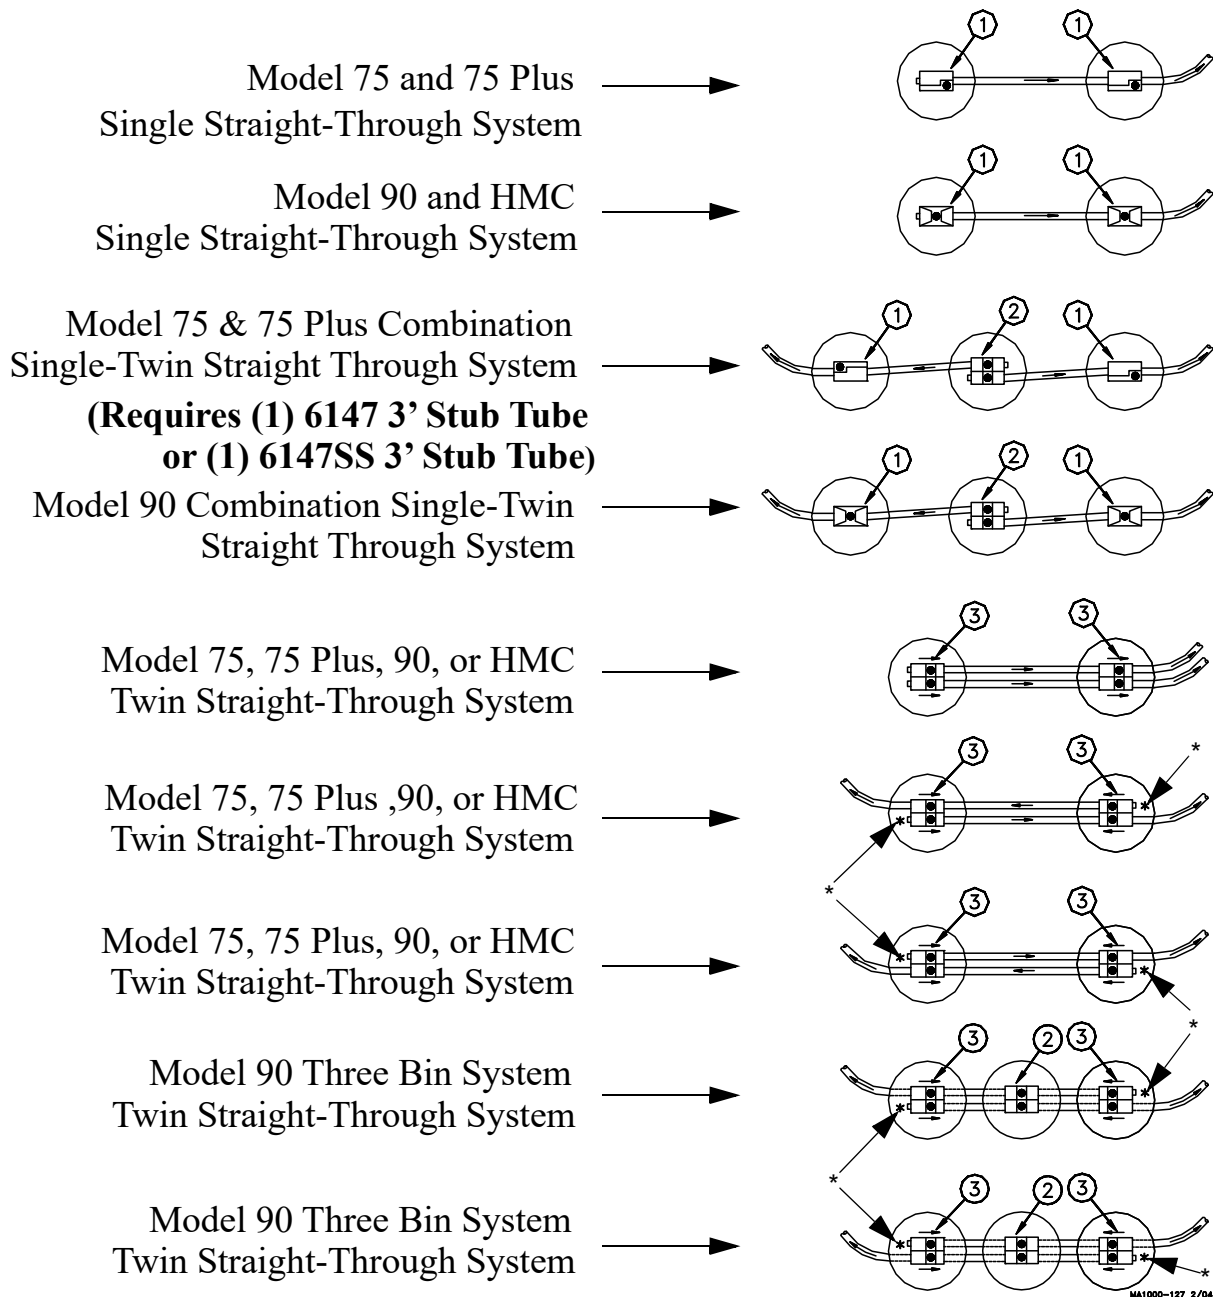 1 1
Model 75 and 75 Plus
Single Straight-Through System
1 1
Model 90 and HMC
Single Straight-Through System
1 2 1
Model 75 & 75 Plus Combination
Single-Twin Straight Through System
(Requires (1) 6147 3’ Stub Tube
or (1) 6147SS 3’ Stub Tube)
1 2 1
Model 90 Combination Single-Twin
Straight Through System
3 3
Model 75, 75 Plus, 90, or HMC
Twin Straight-Through System
3 3 *
Model 75, 75 Plus ,90, or HMC
Twin Straight-Through System
* *
*
3 3
Model 75, 75 Plus, 90, or HMC
Twin Straight-Through System
* *
*
3 2 3
Model 90 Three Bin System
Twin Straight-Through System
* *
*
3 2 3
Model 90 Three Bin System
Twin Straight-Through System
* *
*
MA1000-127 2/04